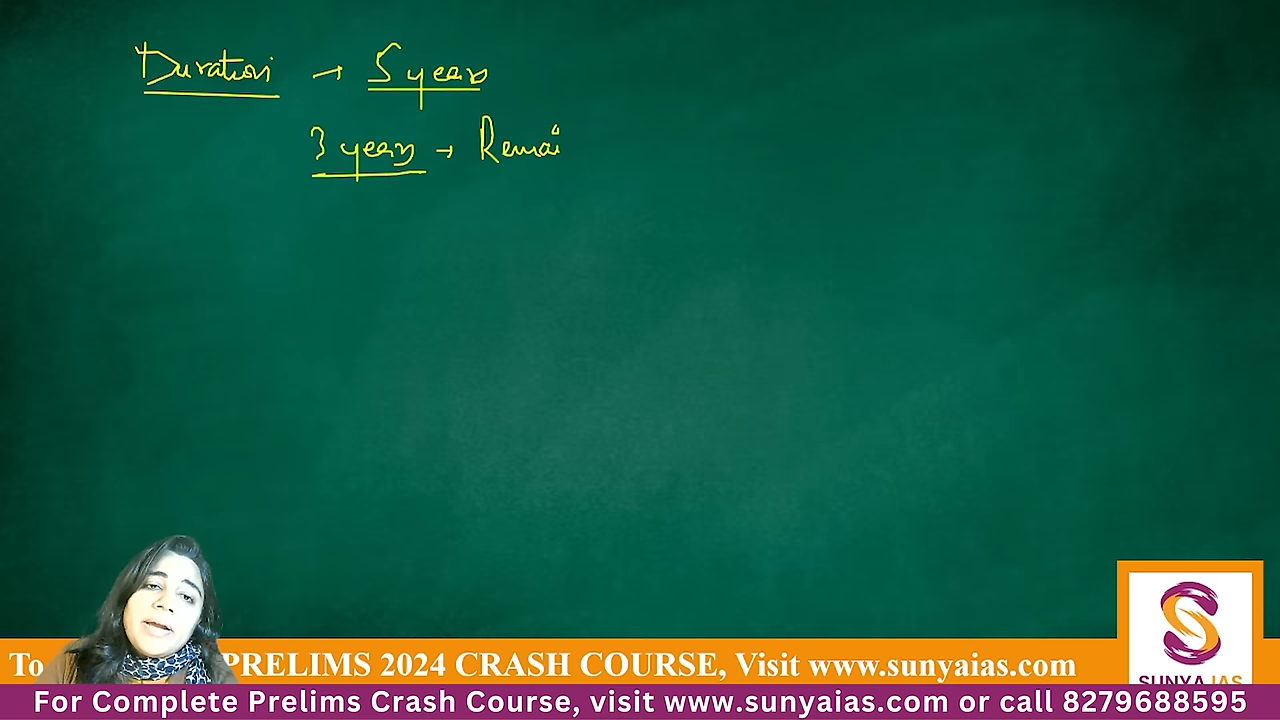 Duration → 5 years
3 years → Remai
To PRELIMS 2024 CRASH COURSE, Visit www.sunyaias.com
SUNYA IAS
For Complete Prelims Crash Course, visit www.sunyaias.com or call 8279688595